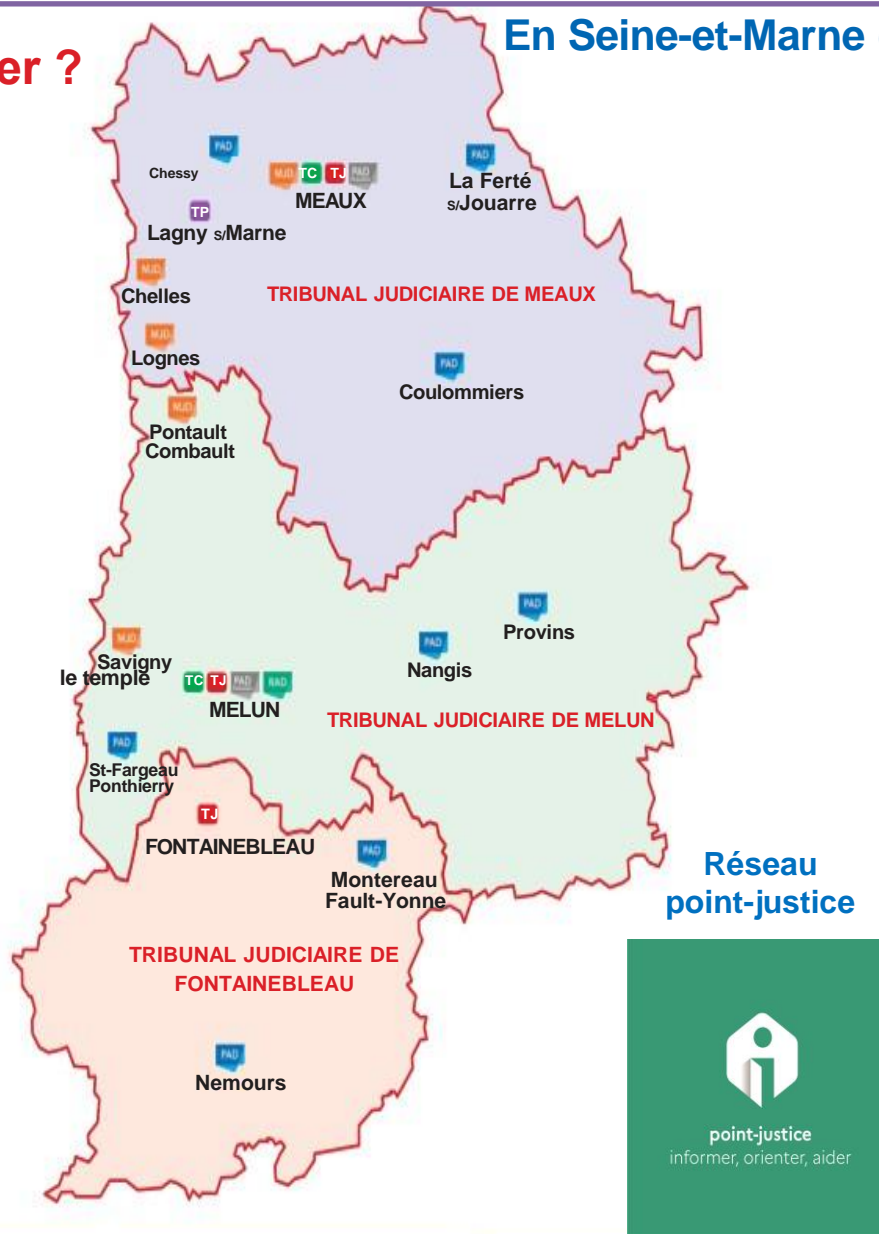 En Seine-et-Marne
er ?
PAD
Chessy
MJD TC TJ PAD
MEAUX
PAD
La Ferté
s/Jouarre
TP
Lagny s/Marne
MJD
Chelles
TRIBUNAL JUDICIAIRE DE MEAUX
MJD
Lognes
PAD
Coulommiers
MJD
Pontault
Combault
PAD
Provins
PAD
Nangis
MJD
Savigny
le temple
TC TJ PAD RAD
MELUN
TRIBUNAL JUDICIAIRE DE MELUN
PAD
St-Fargeau
Ponthierry
TJ
FONTAINEBLEAU
PAD
Montereau
Fault-Yonne
Réseau
point-justice
TRIBUNAL JUDICIAIRE DE
FONTAINEBLEAU
PAD
Nemours
point-justice
informer, orienter, aider